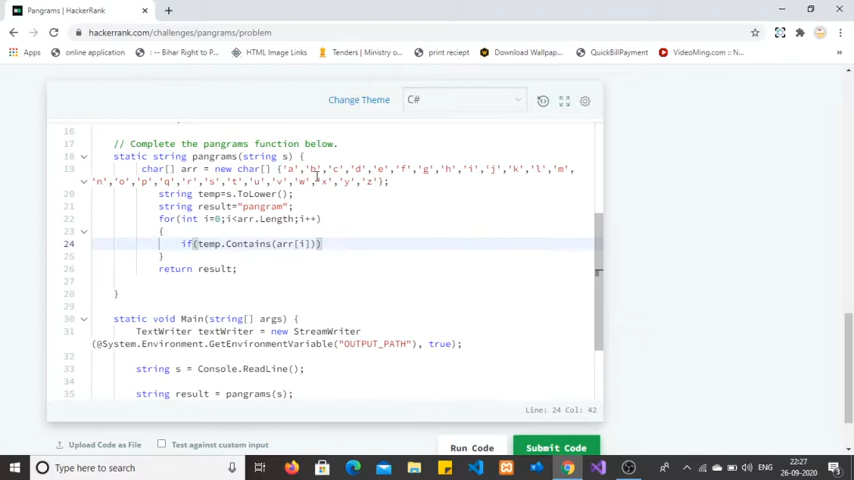 Pangrams | HackerRank
hackerrank.com/challenges/pangrams/problem
Apps online application : -- Bihar Right to P... HTML Image Links Tenders | Ministry o... print reciept Download Wallpap... QuickBillPayment VideoMing.com ::N... »
Change Theme C#
16
17 // Complete the pangrams function below.
18 static string pangrams(string s) {
19 char[] arr = new char[] {'a','b','c','d','e','f','g','h','i','j','k','l','m',
'n','o','p','q','r','s','t','u','v','w','x','y','z'};
20 string temp=s.ToLower();
21 string result="pangram";
22 for(int i=0;i<arr.Length;i++)
23 {
24 if(temp.Contains(arr[i]))
25 }
26 return result;
27
28 }
29
30 static void Main(string[] args) {
31 TextWriter textWriter = new StreamWriter
(@System.Environment.GetEnvironmentVariable("OUTPUT_PATH"), true);
32
33 string s = Console.ReadLine();
34
35 string result = pangrams(s);
Line: 24 Col: 42
Upload Code as File Test against custom input Run Code Submit Code
Type here to search ENG 22:27
26-09-2020 3